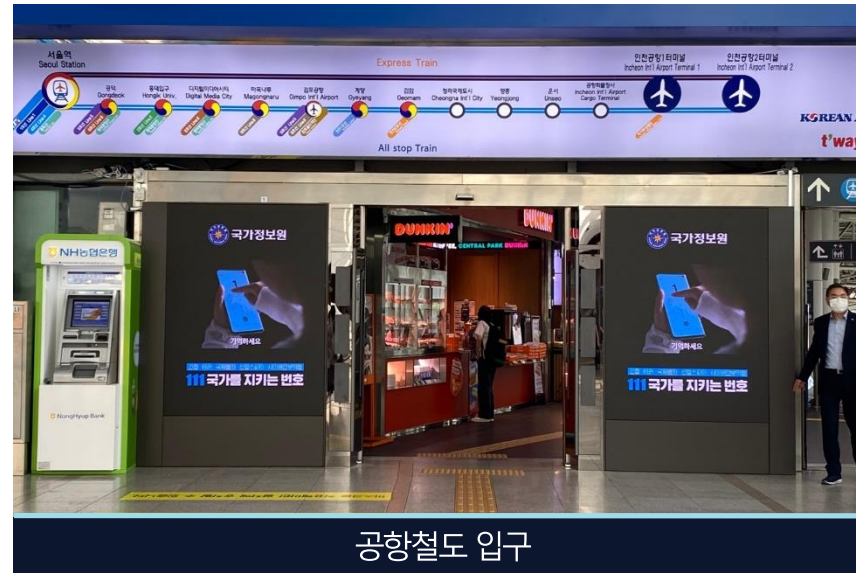 서울역
Seoul Station
Express Train
인천공항1터미널
Incheon Int'l Airport Terminal 1
인천공항2터미널
Incheon Int'l Airport Terminal 2
공덕
Gongdeok
홍대입구
Hongik Univ.
디지털미디어시티
Digital Media City
마곡나루
Magongnaru
김포공항
Gimpo Int'l Airport
계양
Gyeyang
검암
Geomam
청라국제도시
Cheongna Int'l City
영종
Yeongjong
운서
Unseo
공항화물청사
Incheon Int'l Airport
Cargo Terminal
All stop Train
KOREAN
t'way
NH농협은행
NongHyup Bank
국가정보원
기억하세요
111 국가를 지키는 번호
DUNKIN'
DUNKIN'
CENTRAL PARK DUNKIN
국가정보원
기억하세요
111 국가를 지키는 번호
공항철도 입구